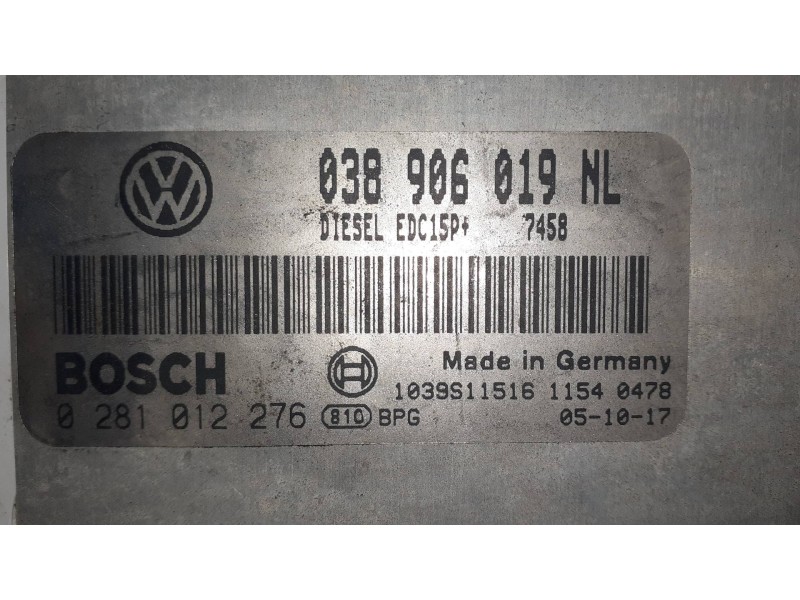 038 906 019 NL
DIESEL EDC15P+ 7458
BOSCH Made in Germany
1039S11516 1154 0478
0 281 012 276 810 BPG 05-10-17